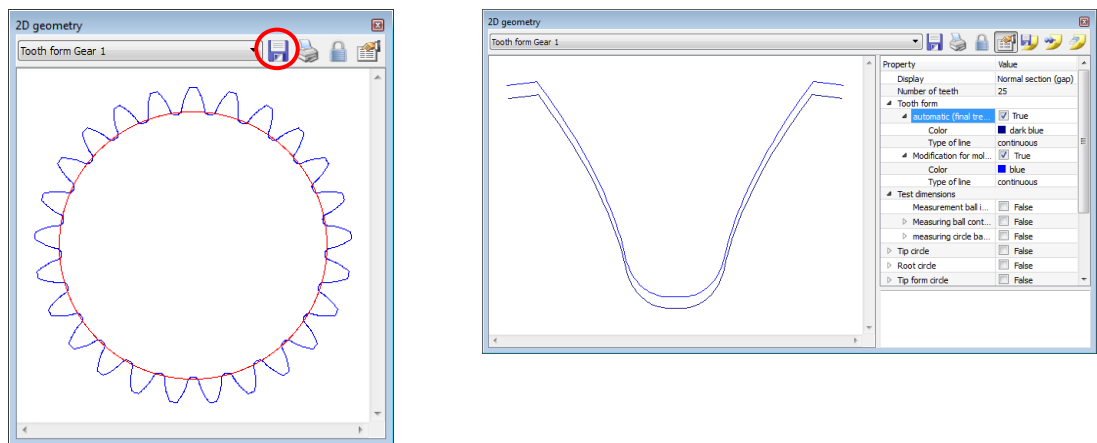 2D geometry
Tooth form Gear 1
2D geometry
Tooth form Gear 1
Property Value
Display Normal section (gap)
Number of teeth 25
Tooth form
automatic (final tre... True
Color dark blue
Type of line continuous
Modification for mol... True
Color blue
Type of line continuous
Test dimensions
Measurement ball i... False
Measuring ball cont... False
measuring circle ba... False
Tip circle False
Root circle False
Tip form circle False